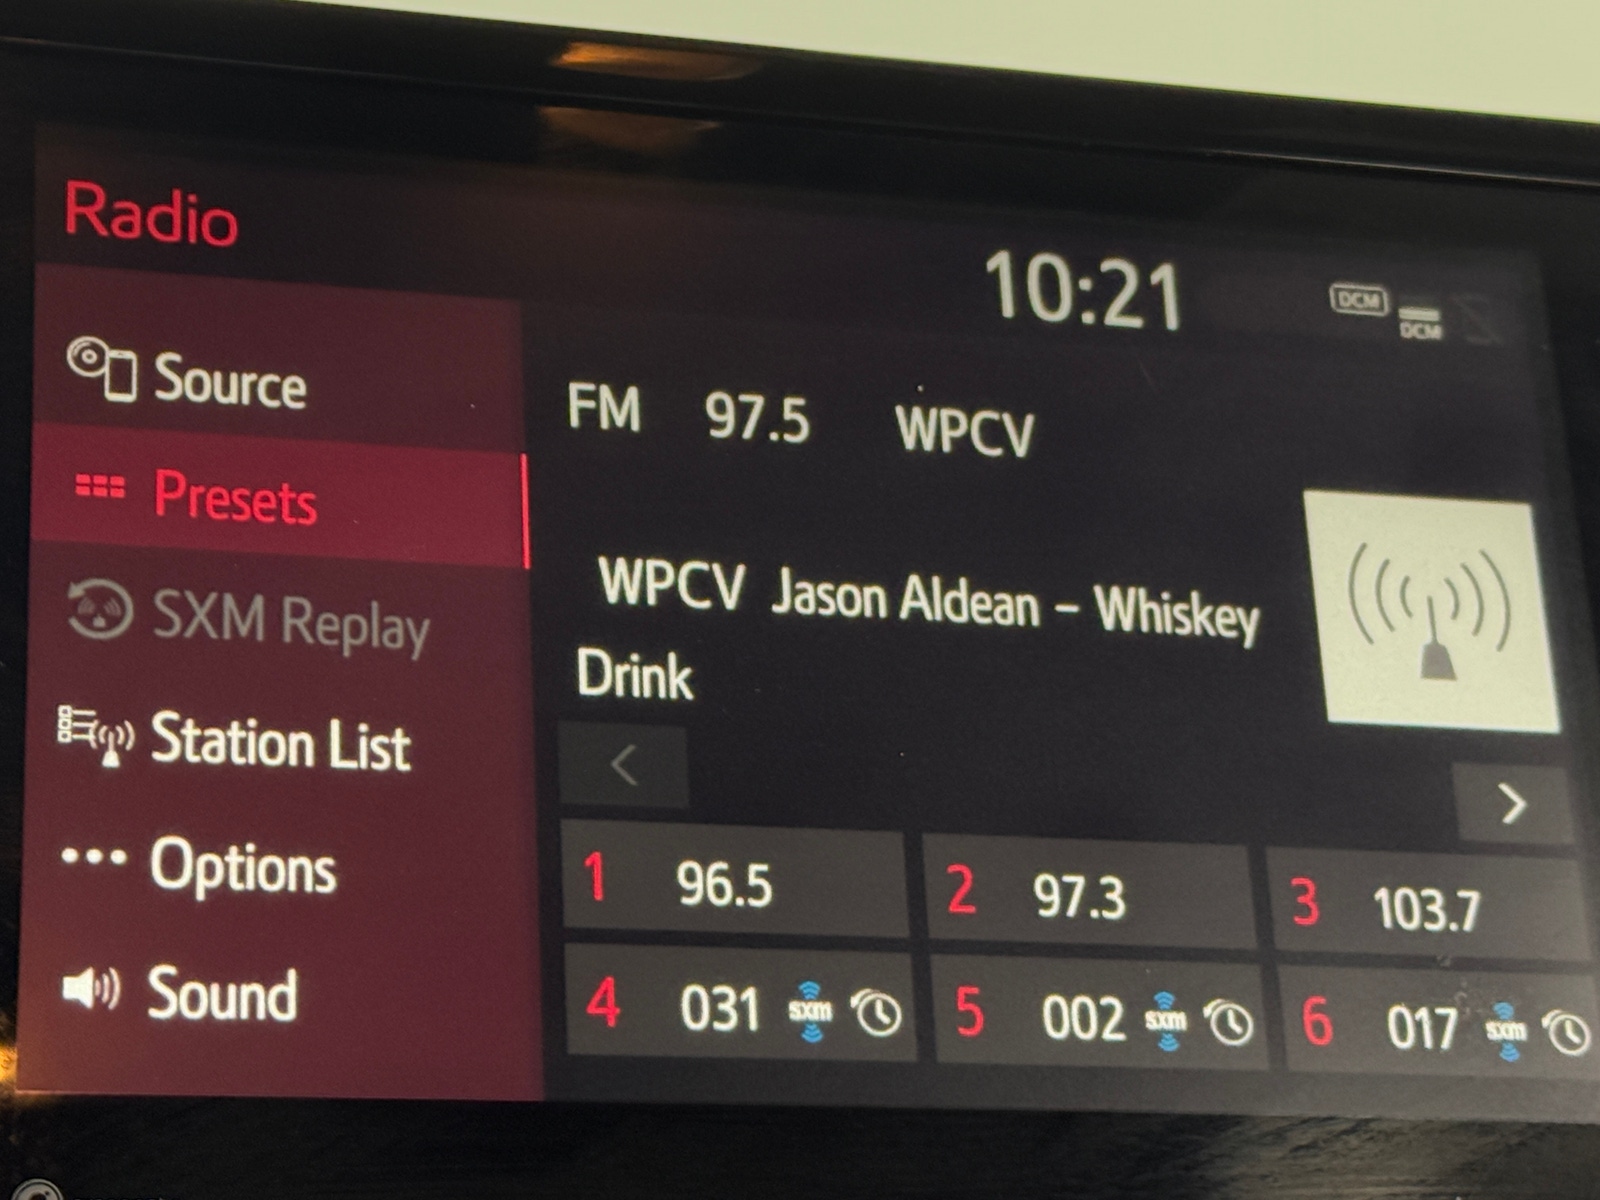 Radio
10:21
DCM
DCM
Source
Presets
SXM Replay
Station List
Options
Sound
FM 97.5 WPCV
WPCV Jason Aldean – Whiskey
Drink
1 96.5
2 97.3
3 103.7
4 031 sxm
5 002 sxm
6 017 sxm